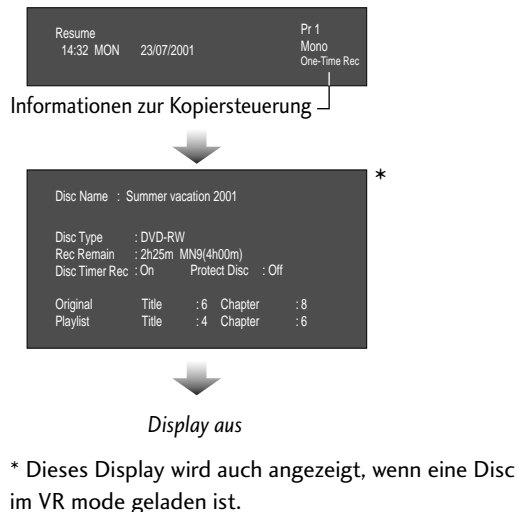 Resume Pr 1
14:32 MON 23/07/2001 Mono
One-Time Rec
Informationen zur Kopiersteuerung
*
Disc Name : Summer vacation 2001
Disc Type : DVD-RW
Rec Remain : 2h25m MN9(4h00m)
Disc Timer Rec : On Protect Disc : Off
Original Title : 6 Chapter : 8
Playlist Title : 4 Chapter : 6
Display aus
* Dieses Display wird auch angezeigt, wenn eine Disc
im VR mode geladen ist.